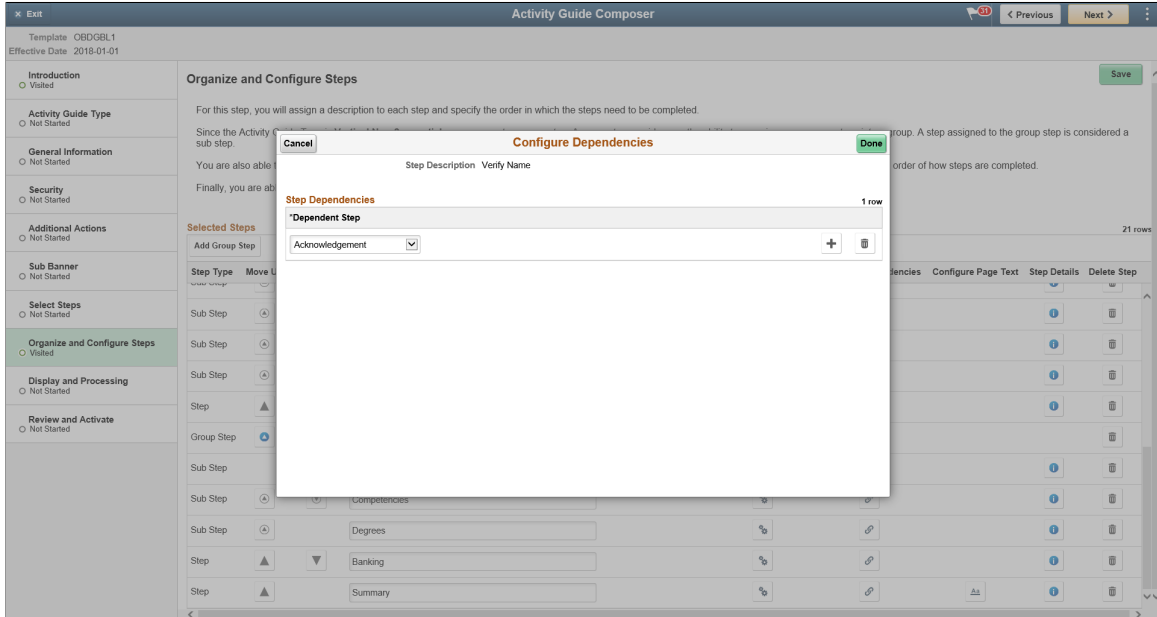 × Exit
Activity Guide Composer
31
< Previous
Next >
Template OBDGBL1
Effective Date 2018-01-01
Introduction
Visited
Activity Guide Type
Not Started
General Information
Not Started
Security
Not Started
Additional Actions
Not Started
Sub Banner
Not Started
Select Steps
Not Started
Organize and Configure Steps
Visited
Display and Processing
Not Started
Review and Activate
Not Started
Organize and Configure Steps
Save
For this step, you will assign a description to each step and specify the order in which the steps need to be completed.
Since the Activity
group. A step assigned to the group step is considered a
sub step.
You are also able
order of how steps are completed.
Finally, you are
Cancel
Configure Dependencies
Done
Step Description Verify Name
Step Dependencies
1 row
*Dependent Step
Acknowledgement
Selected Steps
21 rows
Add Group Step
Step Type Move Configure Page Text Step Details Delete Step
Sub Step
Sub Step
Sub Step
Sub Step
Step
Group Step
Sub Step
Sub Step Competencies
Sub Step Degrees
Step Banking
Step Summary Aa